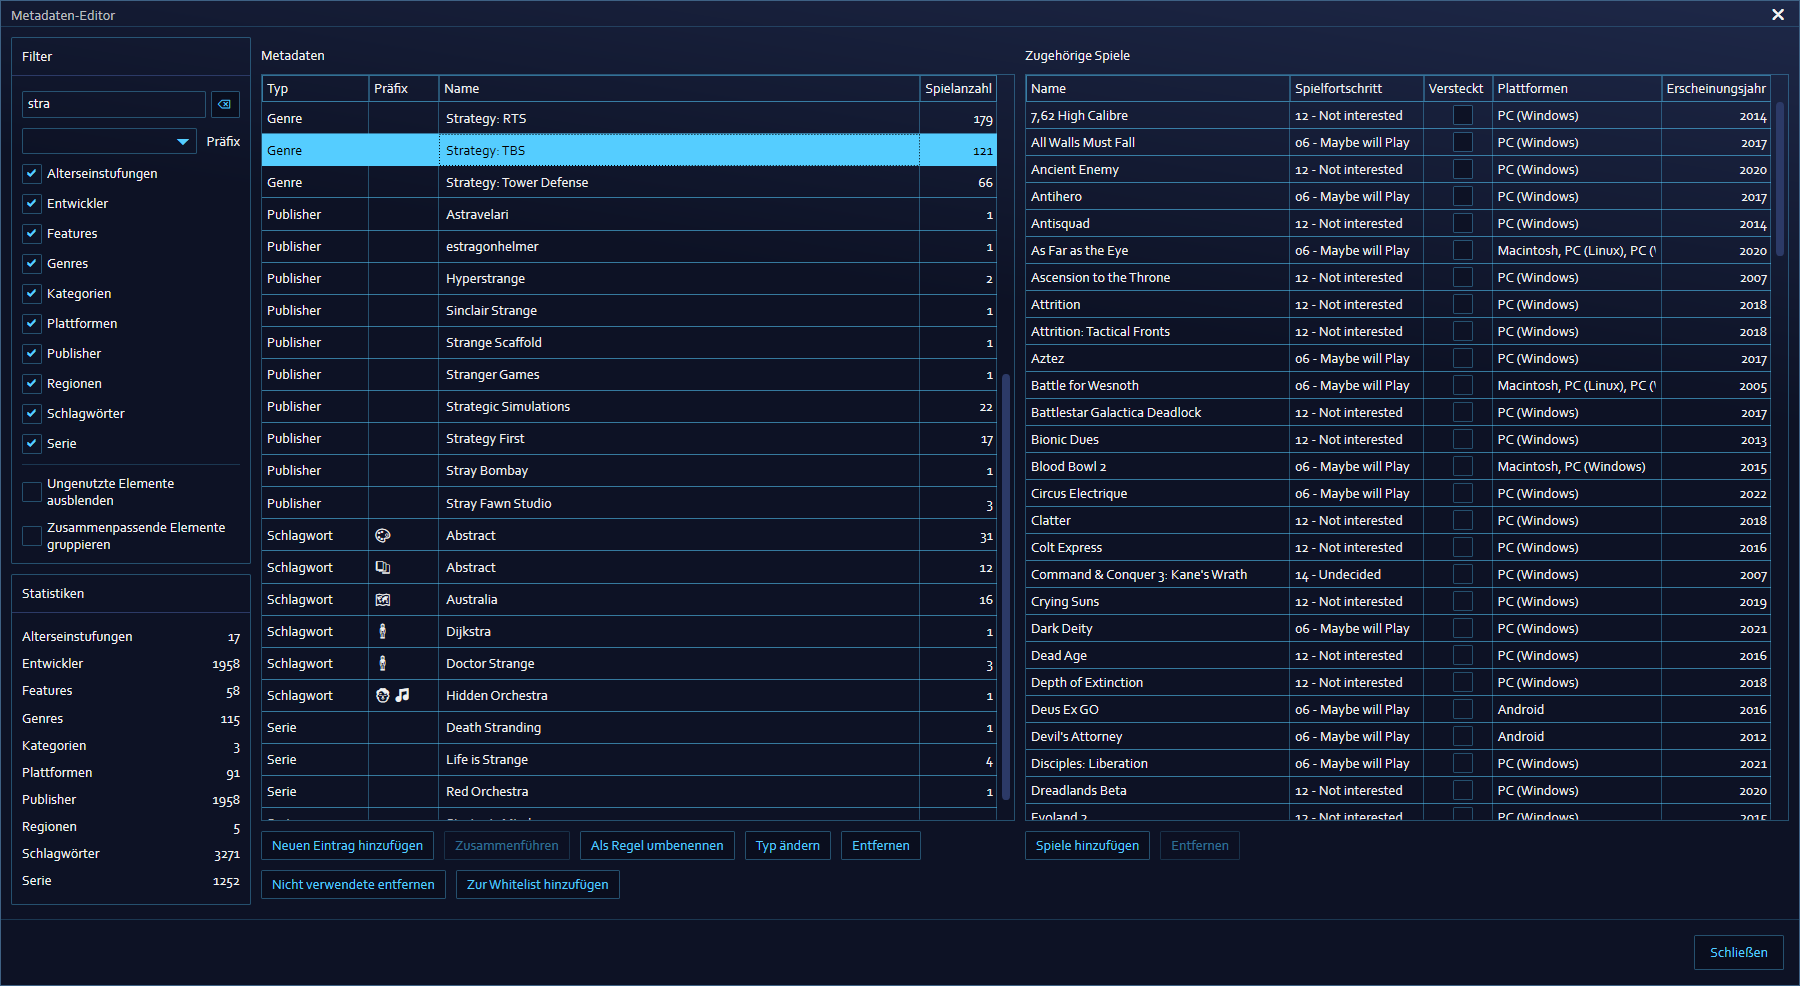 Metadaten-Editor
Filter
stra
Präfix
Alterseinstufungen
Entwickler
Features
Genres
Kategorien
Plattformen
Publisher
Regionen
Schlagwörter
Serie
Ungenutzte Elemente
ausblenden
Zusammenpassende Elemente
gruppieren
Statistiken
Alterseinstufungen 17
Entwickler 1958
Features 58
Genres 115
Kategorien 3
Plattformen 91
Publisher 1958
Regionen 5
Schlagwörter 3271
Serie 1252
Metadaten
Typ Präfix Name Spielanzahl
Genre Strategy: RTS 179
Genre Strategy: TBS 121
Genre Strategy: Tower Defense 66
Publisher Astravelari 1
Publisher estragonhelmer 1
Publisher Hyperstrange 2
Publisher Sinclair Strange 1
Publisher Strange Scaffold 1
Publisher Stranger Games 1
Publisher Strategic Simulations 22
Publisher Strategy First 17
Publisher Stray Bombay 1
Publisher Stray Fawn Studio 3
Schlagwort Abstract 31
Schlagwort Abstract 12
Schlagwort Australia 16
Schlagwort Dijkstra 1
Schlagwort Doctor Strange 3
Schlagwort Hidden Orchestra 1
Serie Death Stranding 1
Serie Life is Strange 4
Serie Red Orchestra 1
Neuen Eintrag hinzufügen Zusammenführen Als Regel umbenennen Typ ändern Entfernen
Nicht verwendete entfernen Zur Whitelist hinzufügen
Zugehörige Spiele
Name Spielfortschritt Versteckt Plattformen Erscheinungsjahr
7,62 High Calibre 12 - Not interested PC (Windows) 2014
All Walls Must Fall 06 - Maybe will Play PC (Windows) 2017
Ancient Enemy 12 - Not interested PC (Windows) 2020
Antihero 06 - Maybe will Play PC (Windows) 2017
Antisquad 12 - Not interested PC (Windows) 2014
As Far as the Eye 06 - Maybe will Play Macintosh, PC (Linux), PC ( 2020
Ascension to the Throne 12 - Not interested PC (Windows) 2007
Attrition 12 - Not interested PC (Windows) 2018
Attrition: Tactical Fronts 12 - Not interested PC (Windows) 2018
Aztez 06 - Maybe will Play PC (Windows) 2017
Battle for Wesnoth 06 - Maybe will Play Macintosh, PC (Linux), PC ( 2005
Battlestar Galactica Deadlock 12 - Not interested PC (Windows) 2017
Bionic Dues 12 - Not interested PC (Windows) 2013
Blood Bowl 2 06 - Maybe will Play Macintosh, PC (Windows) 2015
Circus Electrique 06 - Maybe will Play PC (Windows) 2022
Clatter 12 - Not interested PC (Windows) 2018
Colt Express 12 - Not interested PC (Windows) 2016
Command & Conquer 3: Kane's Wrath 14 - Undecided PC (Windows) 2007
Crying Suns 12 - Not interested PC (Windows) 2019
Dark Deity 06 - Maybe will Play PC (Windows) 2021
Dead Age 12 - Not interested PC (Windows) 2016
Depth of Extinction 12 - Not interested PC (Windows) 2018
Deus Ex GO 06 - Maybe will Play Android 2016
Devil's Attorney 06 - Maybe will Play Android 2012
Disciples: Liberation 06 - Maybe will Play PC (Windows) 2021
Dreadlands Beta 12 - Not interested PC (Windows) 2020
Evoland 2 12 - Not interested PC (Windows) 2015
Spiele hinzufügen Entfernen
Schließen